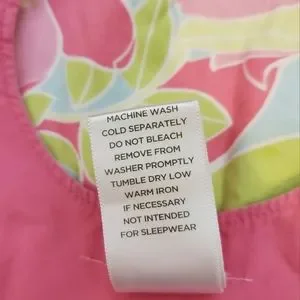 MACHINE WASH
COLD SEPARATELY
DO NOT BLEACH
REMOVE FROM
WASHER PROMPTLY
TUMBLE DRY LOW
WARM IRON
IF NECESSARY
NOT INTENDED
FOR SLEEPWEAR